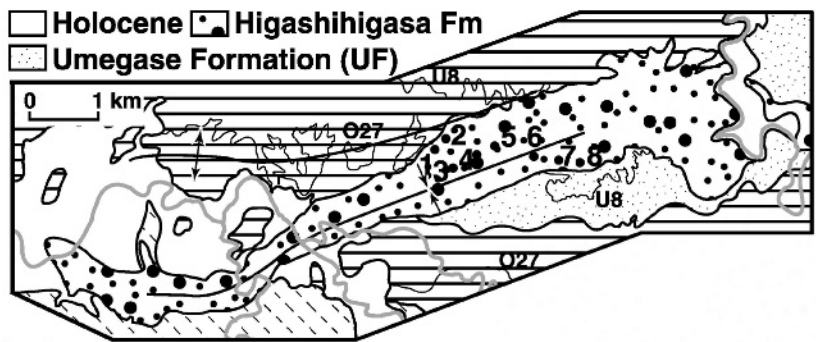 Holocene Higashihigasa Fm
Umegase Formation (UF)
U8
0 1 km
O27
2 5 6
1 3 4 7 8
U8
O27